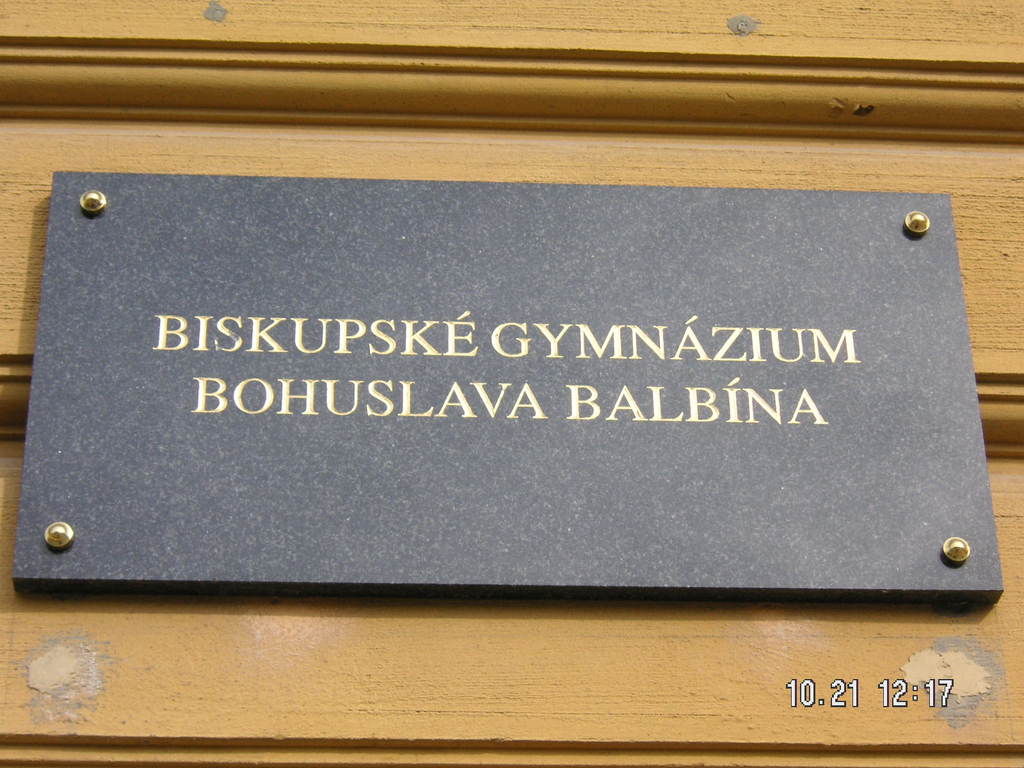 BISKUPSKÉ GYMNÁZIUM
BOHUSLAVA BALBÍNA
10.21 12:17